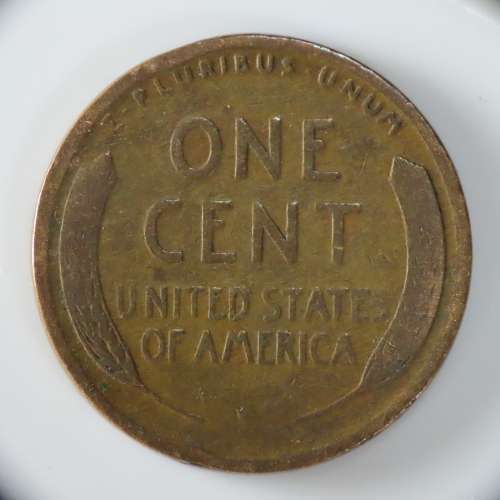 E · PLURIBUS · UNUM
ONE
CENT
UNITED STATES
OF AMERICA